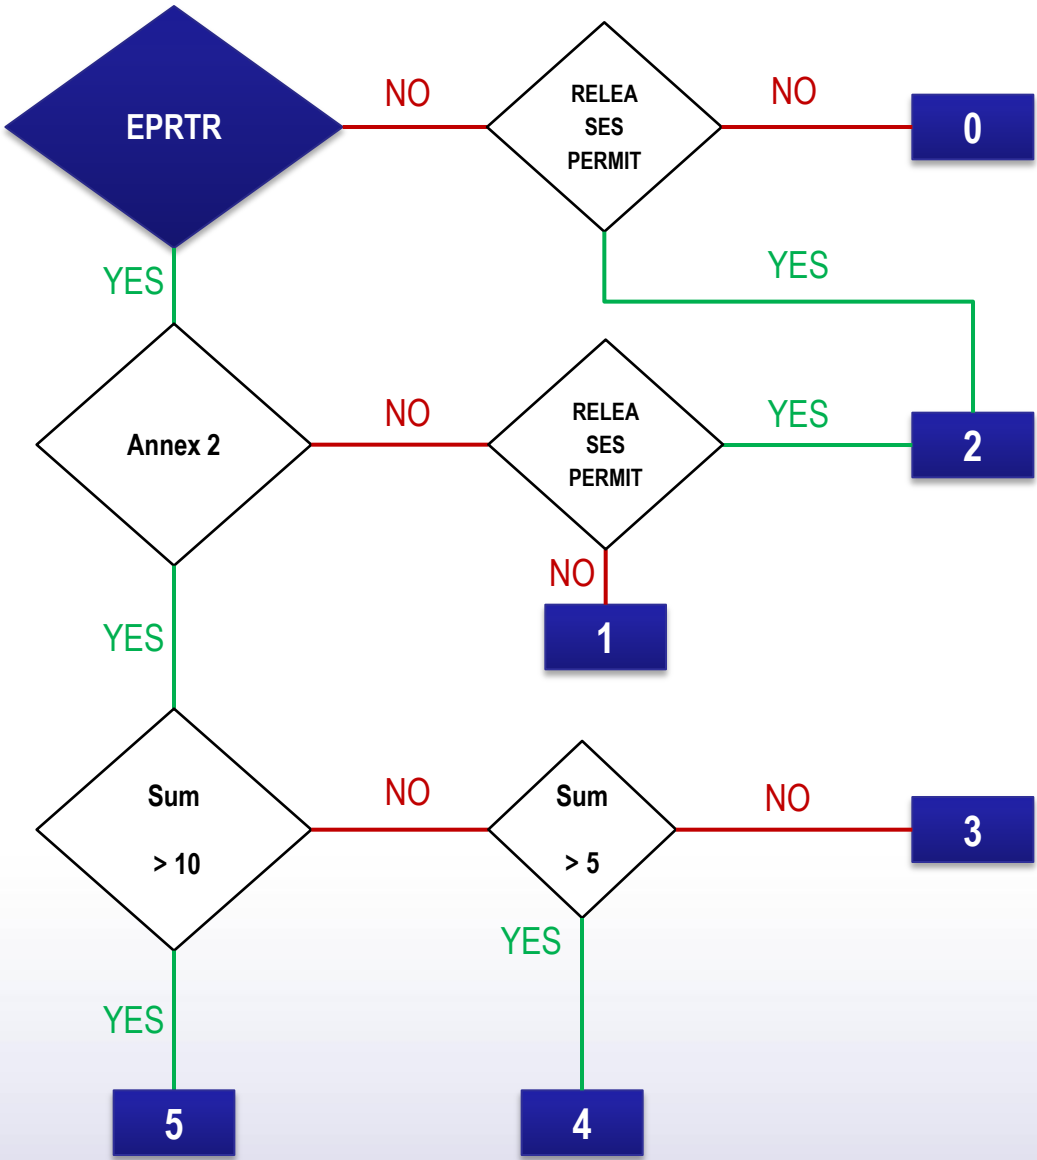 EPRTR
NO
RELEA
SES
PERMIT
NO
0
YES
YES
Annex 2
NO
RELEA
SES
PERMIT
YES
2
NO
1
YES
Sum
> 10
NO
Sum
> 5
NO
3
YES
YES
5
4